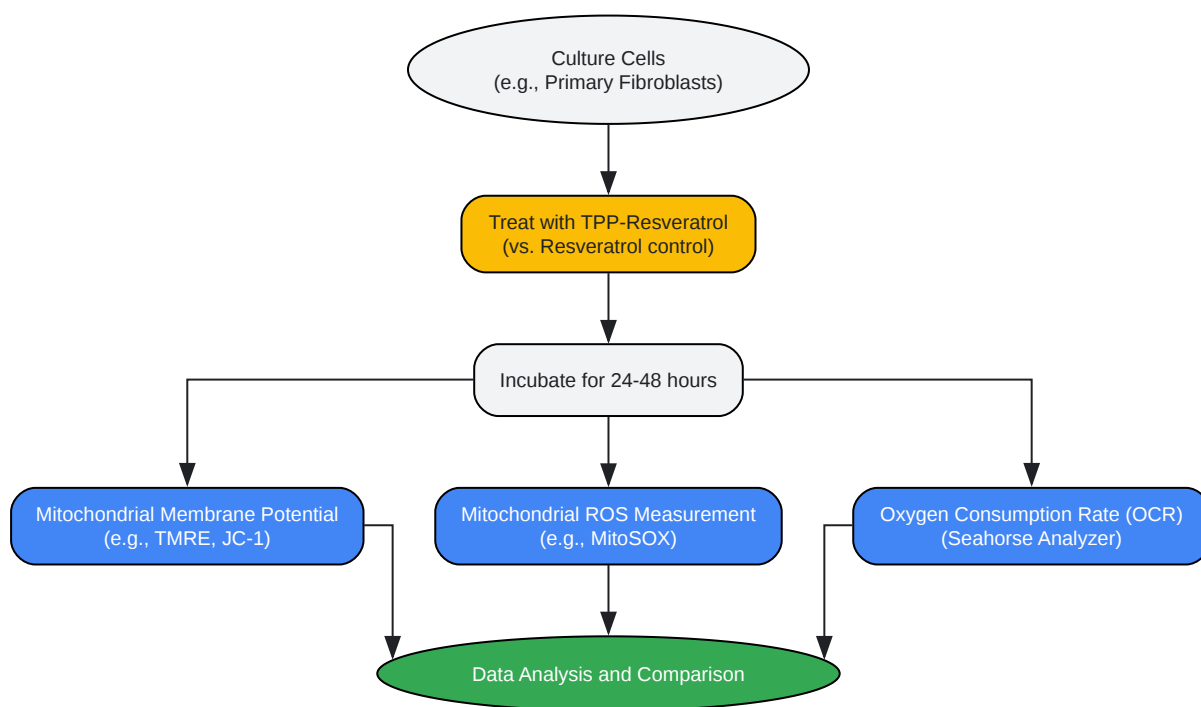 Culture Cells
(e.g., Primary Fibroblasts)
Treat with TPP-Resveratrol
(vs. Resveratrol control)
Incubate for 24-48 hours
Mitochondrial Membrane Potential
(e.g., TMRE, JC-1)
Mitochondrial ROS Measurement
(e.g., MitoSOX)
Oxygen Consumption Rate (OCR)
(Seahorse Analyzer)
Data Analysis and Comparison